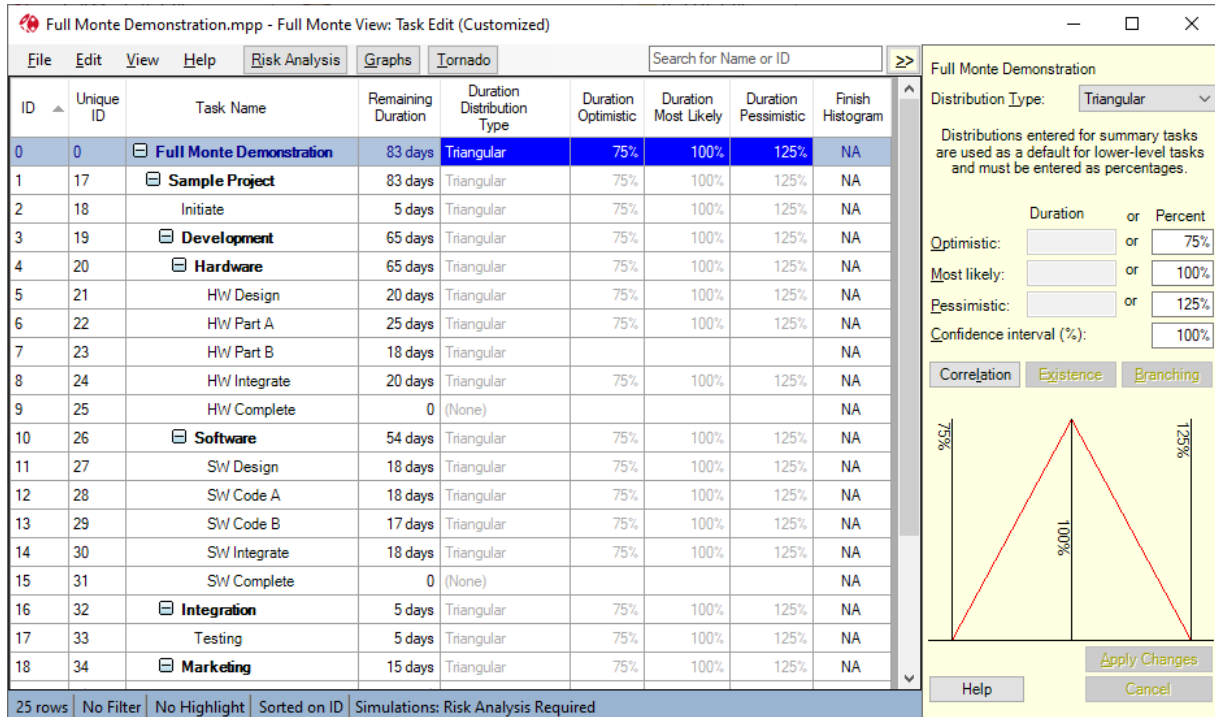 Full Monte Demonstration.mpp - Full Monte View: Task Edit (Customized)
File Edit View Help Risk Analysis Graphs Tornado Search for Name or ID >>
ID Unique ID Task Name Remaining Duration Duration Distribution Type Duration Optimistic Duration Most Likely Duration Pessimistic Finish Histogram
0 0 Full Monte Demonstration 83 days Triangular 75% 100% 125% NA
1 17 Sample Project 83 days Triangular 75% 100% 125% NA
2 18 Initiate 5 days Triangular 75% 100% 125% NA
3 19 Development 65 days Triangular 75% 100% 125% NA
4 20 Hardware 65 days Triangular 75% 100% 125% NA
5 21 HW Design 20 days Triangular 75% 100% 125% NA
6 22 HW Part A 25 days Triangular 75% 100% 125% NA
7 23 HW Part B 18 days Triangular NA
8 24 HW Integrate 20 days Triangular 75% 100% 125% NA
9 25 HW Complete 0 (None) NA
10 26 Software 54 days Triangular 75% 100% 125% NA
11 27 SW Design 18 days Triangular 75% 100% 125% NA
12 28 SW Code A 18 days Triangular 75% 100% 125% NA
13 29 SW Code B 17 days Triangular 75% 100% 125% NA
14 30 SW Integrate 18 days Triangular 75% 100% 125% NA
15 31 SW Complete 0 (None) NA
16 32 Integration 5 days Triangular 75% 100% 125% NA
17 33 Testing 5 days Triangular 75% 100% 125% NA
18 34 Marketing 15 days Triangular 75% 100% 125% NA
25 rows No Filter No Highlight Sorted on ID Simulations: Risk Analysis Required
Full Monte Demonstration
Distribution Type: Triangular
Distributions entered for summary tasks
are used as a default for lower-level tasks
and must be entered as percentages.
Duration or Percent
Optimistic: or 75%
Most likely: or 100%
Pessimistic: or 125%
Confidence interval (%): 100%
Correlation Existence Branching
75% 125%
100%
Apply Changes
Help Cancel